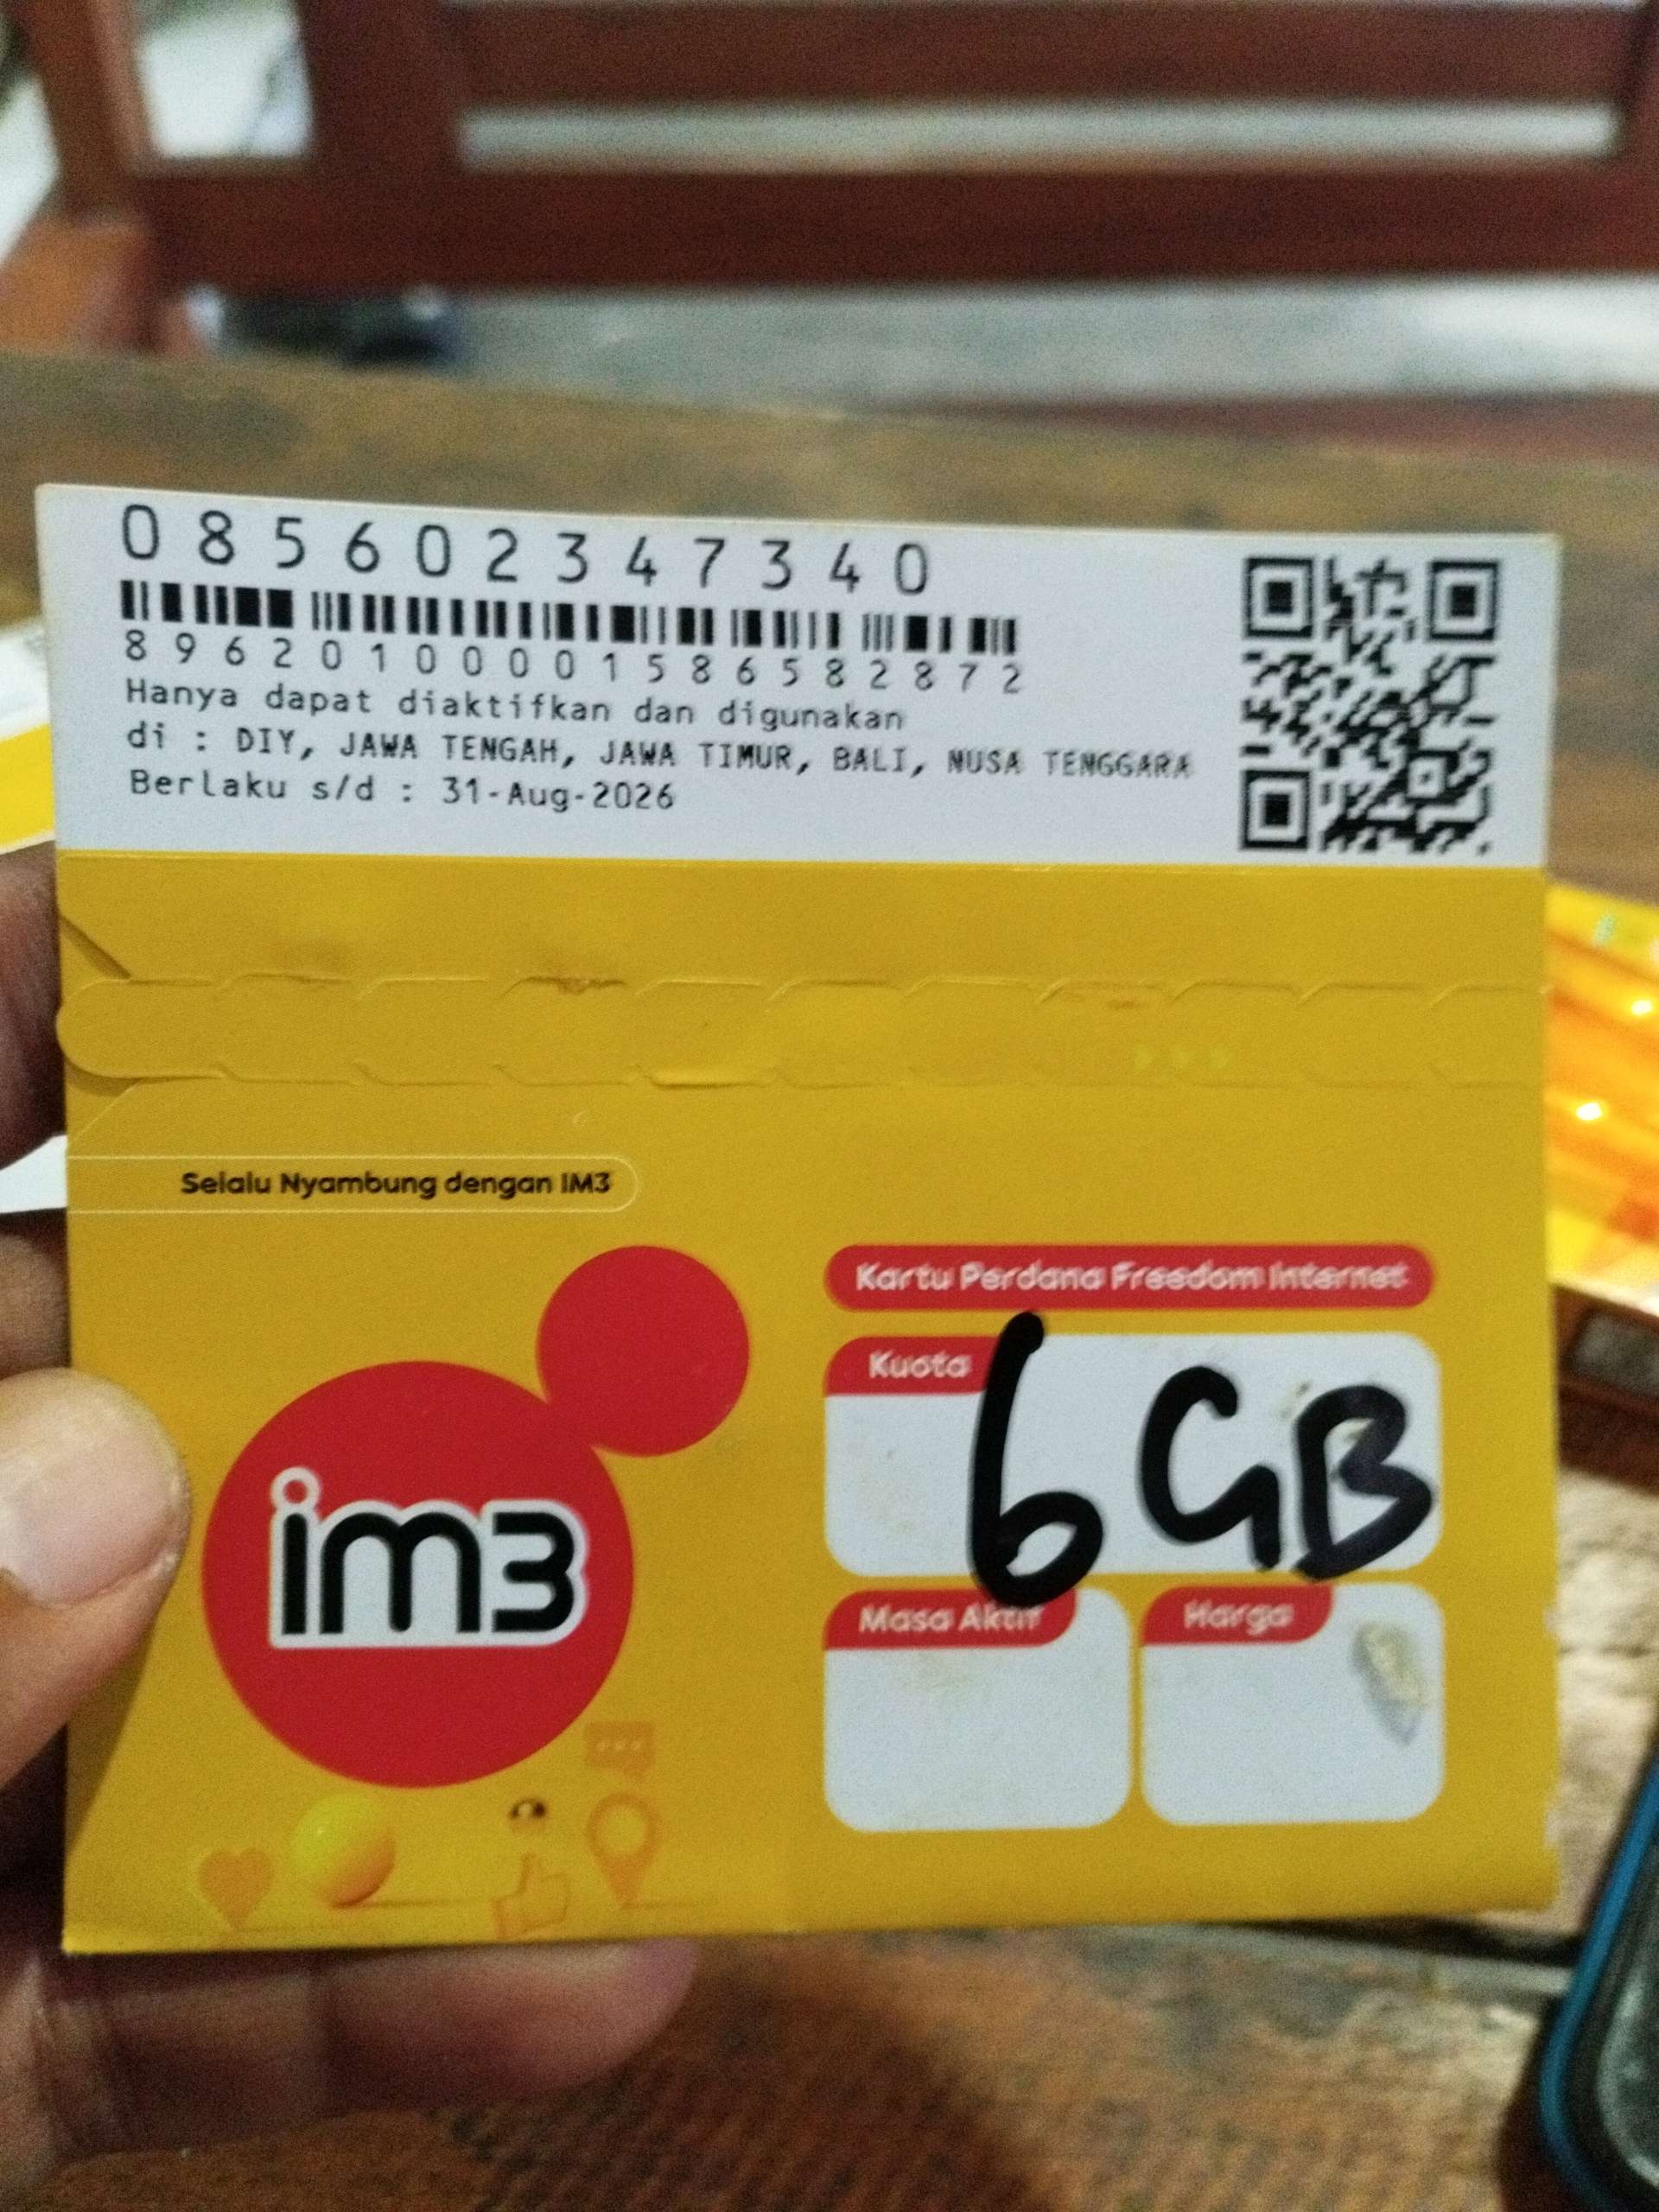 0 8 5 6 0 2 3 4 7 3 4 0
8 9 6 2 0 1 0 0 0 0 1 5 8 6 5 8 2 8 7 2
Hanya dapat diaktifkan dan digunakan
di : DIY, JAWA TENGAH, JAWA TIMUR, BALI, NUSA TENGGARA
Berlaku s/d : 31-Aug-2026
Selalu Nyambung dengan IM3
im3
Kartu Perdana Freedom Internet
Kuota
6 GB
Masa Aktif
Harga